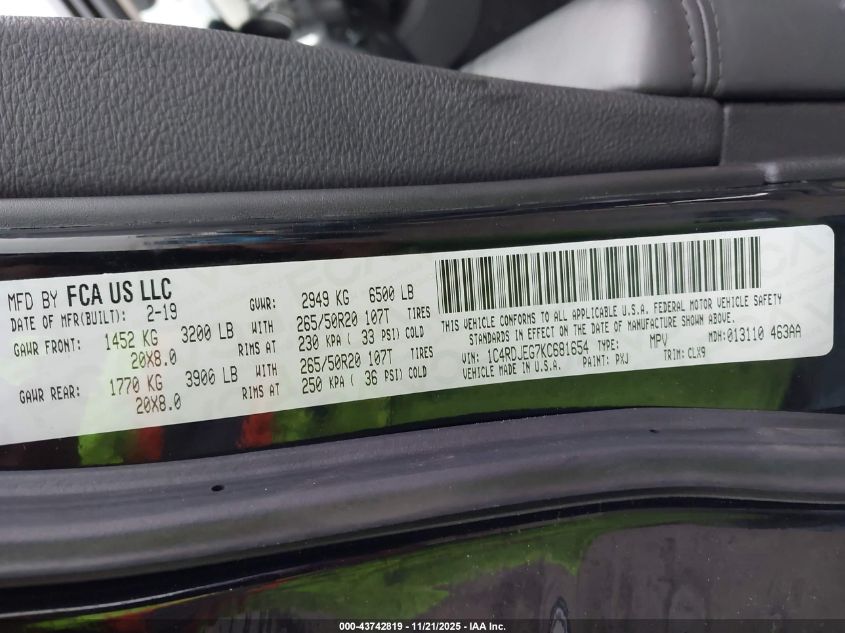 MFD BY FCA US LLC
DATE OF MFR(BUILT): 2-19
GVWR: 2949 KG 6500 LB
GAWR FRONT: 1452 KG 3200 LB WITH 265/50R20 107T TIRES
20X8.0 RIMS AT 230 KPA ( 33 PSI) COLD
GAWR REAR: 1770 KG 3900 LB WITH 265/50R20 107T TIRES
20X8.0 RIMS AT 250 KPA ( 36 PSI) COLD
THIS VEHICLE CONFORMS TO ALL APPLICABLE U.S.A. FEDERAL MOTOR VEHICLE SAFETY
STANDARDS IN EFFECT ON THE DATE OF MANUFACTURE SHOWN ABOVE.
VIN: 1C4RDJEG7KC681654 TYPE: MPV MDH: 013110 463AA
VEHICLE MADE IN U.S.A. PAINT: PXJ TRIM: CLX9
000-43742819 - 11/21/2025 - IAA Inc.